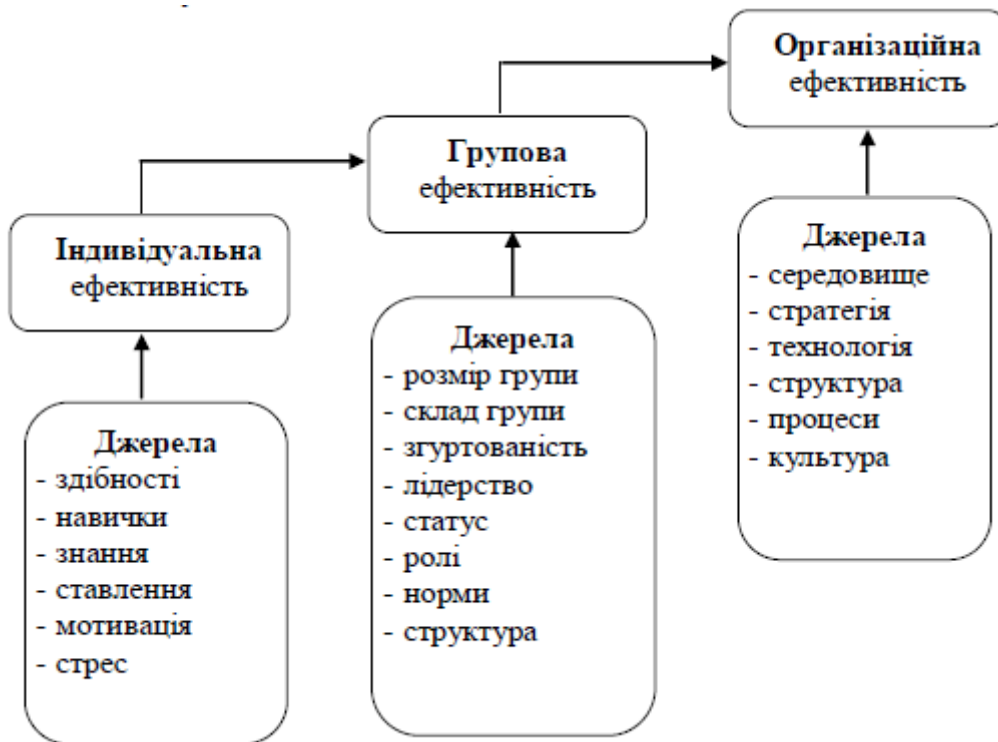 Організаційна
ефективність
Групова
ефективність
Індивідуальна
ефективність
Джерела
- здібності
- навички
- знання
- ставлення
- мотивація
- стрес
Джерела
- розмір групи
- склад групи
- згуртованість
- лідерство
- статус
- ролі
- норми
- структура
Джерела
- середовище
- стратегія
- технологія
- структура
- процеси
- культура